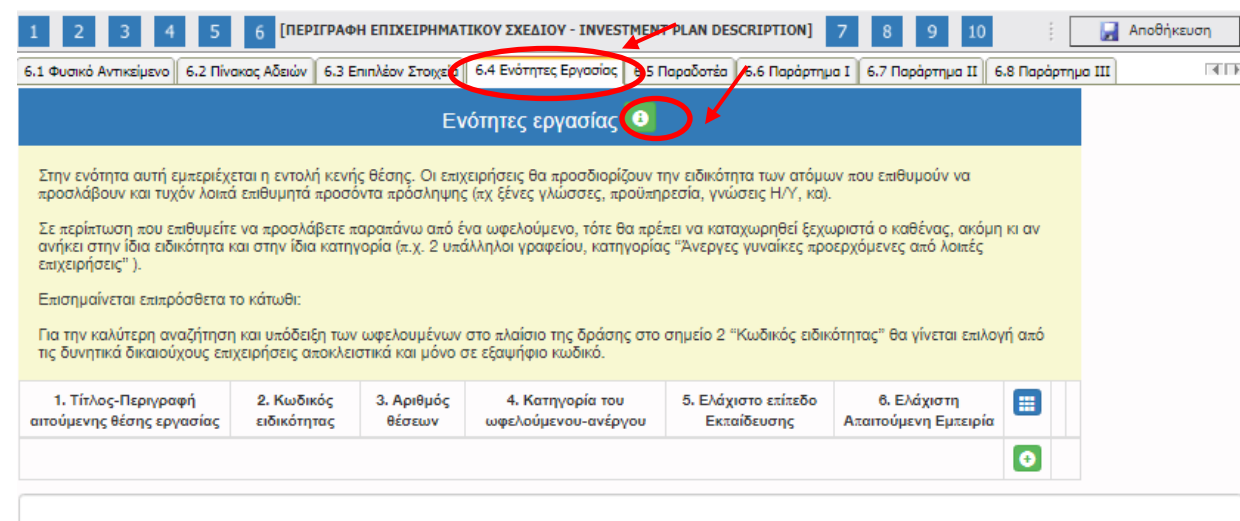 1 2 3 4 5 6 [ΠΕΡΙΓΡΑΦΗ ΕΠΙΧΕΙΡΗΜΑΤΙΚΟΥ ΣΧΕΔΙΟΥ - INVESTMENT PLAN DESCRIPTION] 7 8 9 10 Αποθήκευση
6.1 Φυσικό Αντικείμενο 6.2 Πίνακας Αδειών 6.3 Επιπλέον Στοιχεία 6.4 Ενότητες Εργασίας 6.5 Παραδοτέα 6.6 Παράρτημα I 6.7 Παράρτημα II 6.8 Παράρτημα III
Ενότητες εργασίας
Στην ενότητα αυτή εμπεριέχεται η εντολή κενής θέσης. Οι επιχειρήσεις θα προσδιορίζουν την ειδικότητα των ατόμων που επιθυμούν να
προσλάβουν και τυχόν λοιπά επιθυμητά προσόντα πρόσληψης (πχ ξένες γλώσσες, προϋπηρεσία, γνώσεις Η/Υ, κα).
Σε περίπτωση που επιθυμείτε να προσλάβετε παραπάνω από ένα ωφελούμενο, τότε θα πρέπει να καταχωρηθεί ξεχωριστά ο καθένας, ακόμη κι αν
ανήκει στην ίδια ειδικότητα και στην ίδια κατηγορία (π.χ. 2 υπάλληλοι γραφείου, κατηγορίας “Άνεργες γυναίκες προερχόμενες από λοιπές
επιχειρήσεις” ).
Επισημαίνεται επιπρόσθετα το κάτωθι:
Για την καλύτερη αναζήτηση και υπόδειξη των ωφελουμένων στο πλαίσιο της δράσης στο σημείο 2 “Κωδικός ειδικότητας” θα γίνεται επιλογή από
τις δυνητικά δικαιούχους επιχειρήσεις αποκλειστικά και μόνο σε εξαψήφιο κωδικό.
1. Τίτλος-Περιγραφή
αιτούμενης θέσης εργασίας
2. Κωδικός
ειδικότητας
3. Αριθμός
θέσεων
4. Κατηγορία του
ωφελούμενου-ανέργου
5. Ελάχιστο επίπεδο
Εκπαίδευσης
6. Ελάχιστη
Απαιτούμενη Εμπειρία